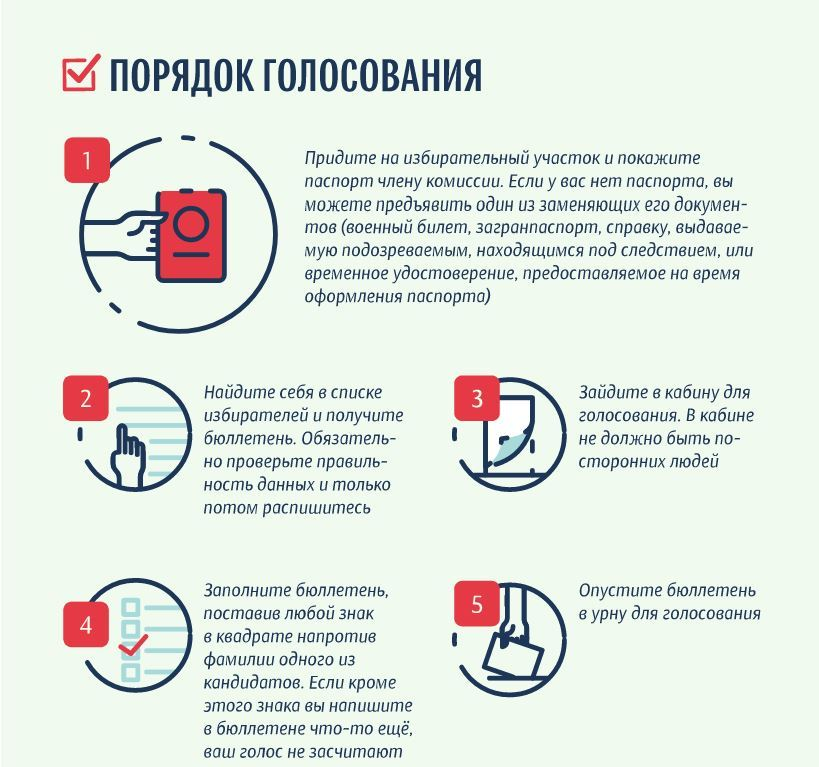 ПОРЯДОК ГОЛОСОВАНИЯ
1
Придите на избирательный участок и покажите
паспорт члену комиссии. Если у вас нет паспорта, вы
можете предъявить один из заменяющих его докумен-
тов (военный билет, загранпаспорт, справку, выдавае-
мую подозреваемым, находящимся под следствием, или
временное удостоверение, предоставляемое на время
оформления паспорта)
2
Найдите себя в списке
избирателей и получите
бюллетень. Обязатель-
но проверьте правиль-
ность данных и только
потом распишитесь
3
Зайдите в кабину для
голосования. В кабине
не должно быть по-
сторонних людей
4
Заполните бюллетень,
поставив любой знак
в квадрате напротив
фамилии одного из
кандидатов. Если кроме
этого знака вы напишите
в бюллетене что-то ещё,
ваш голос не засчитают
5
Опустите бюллетень
в урну для голосования